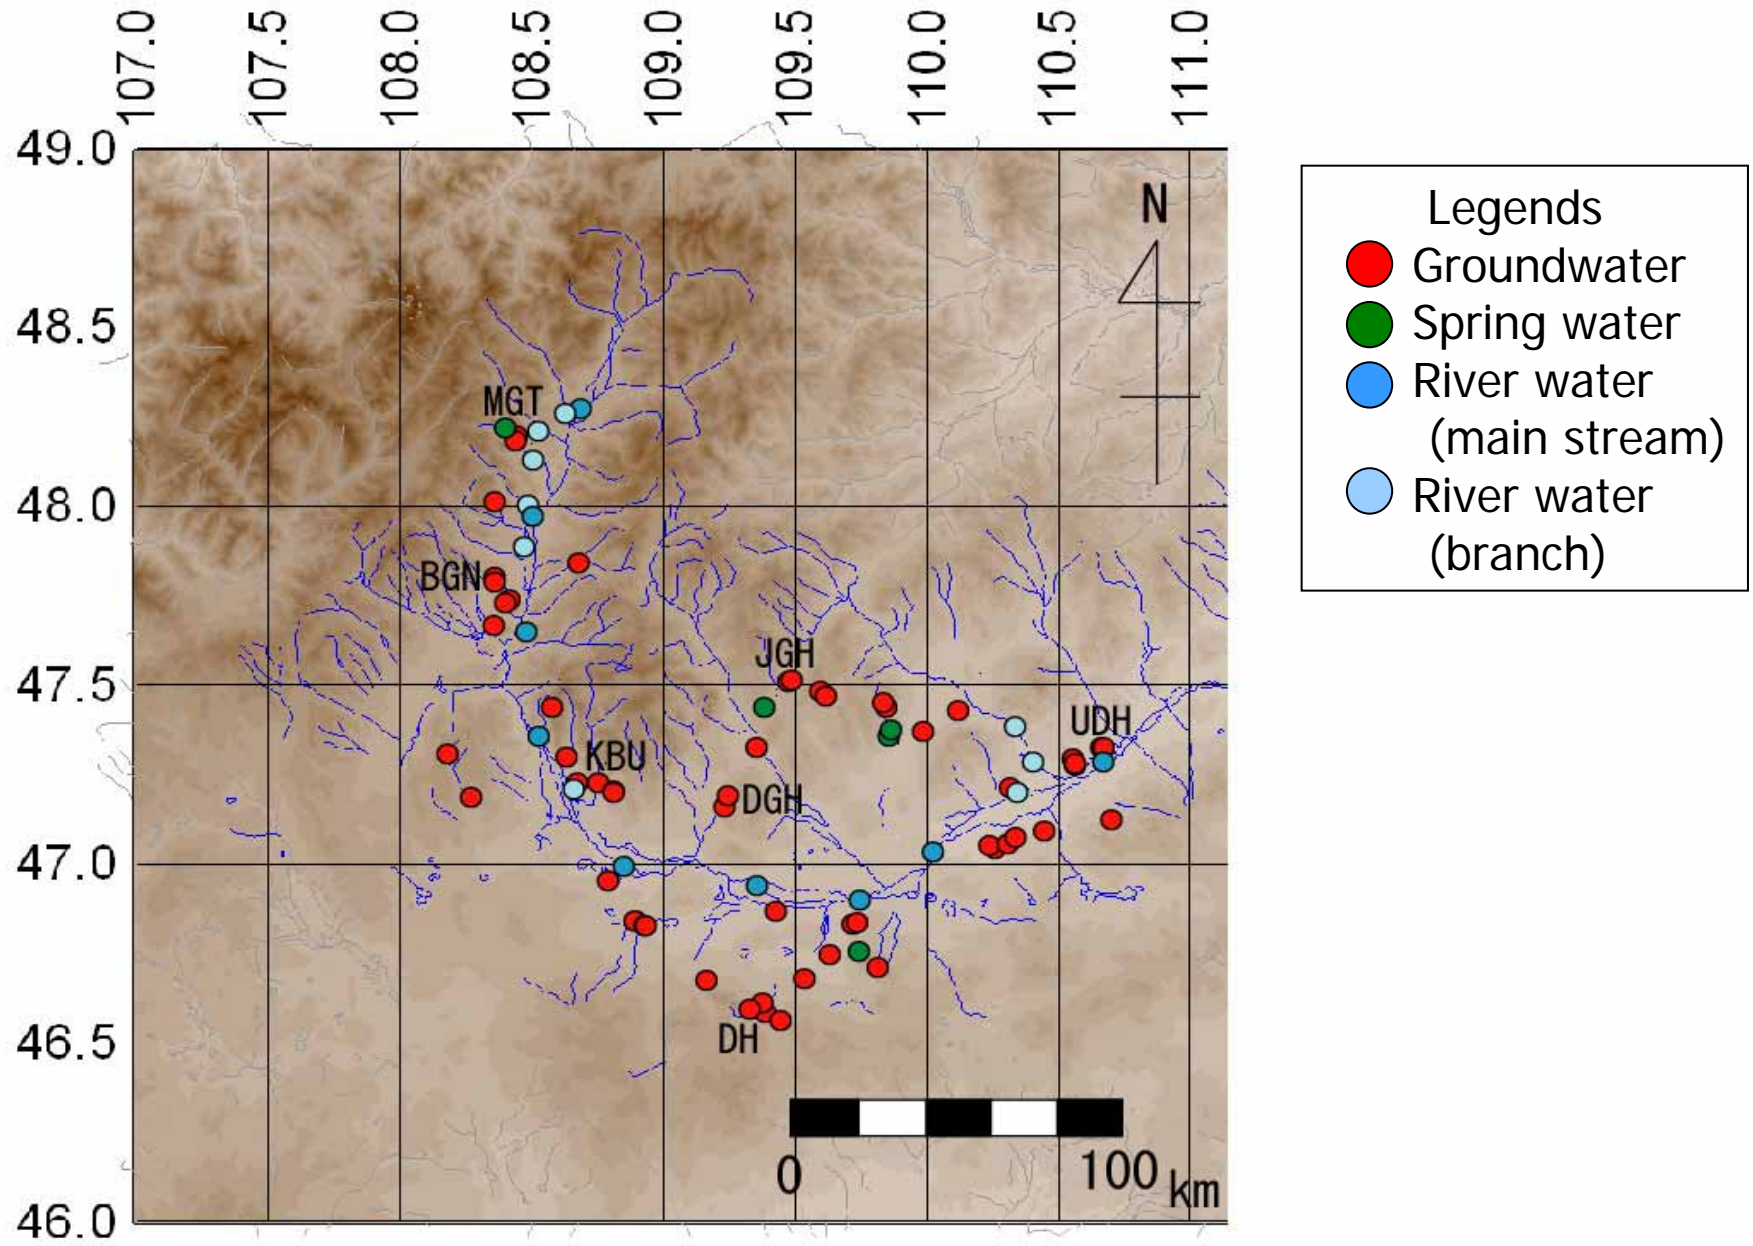 107.0
107.5
108.0
108.5
109.0
109.5
110.0
110.5
111.0
49.0
48.5
48.0
47.5
47.0
46.5
46.0
N
MGT
BGN
JGH
UDH
KBU
DGH
DH
0
100 km
Legends
Groundwater
Spring water
River water
(main stream)
River water
(branch)